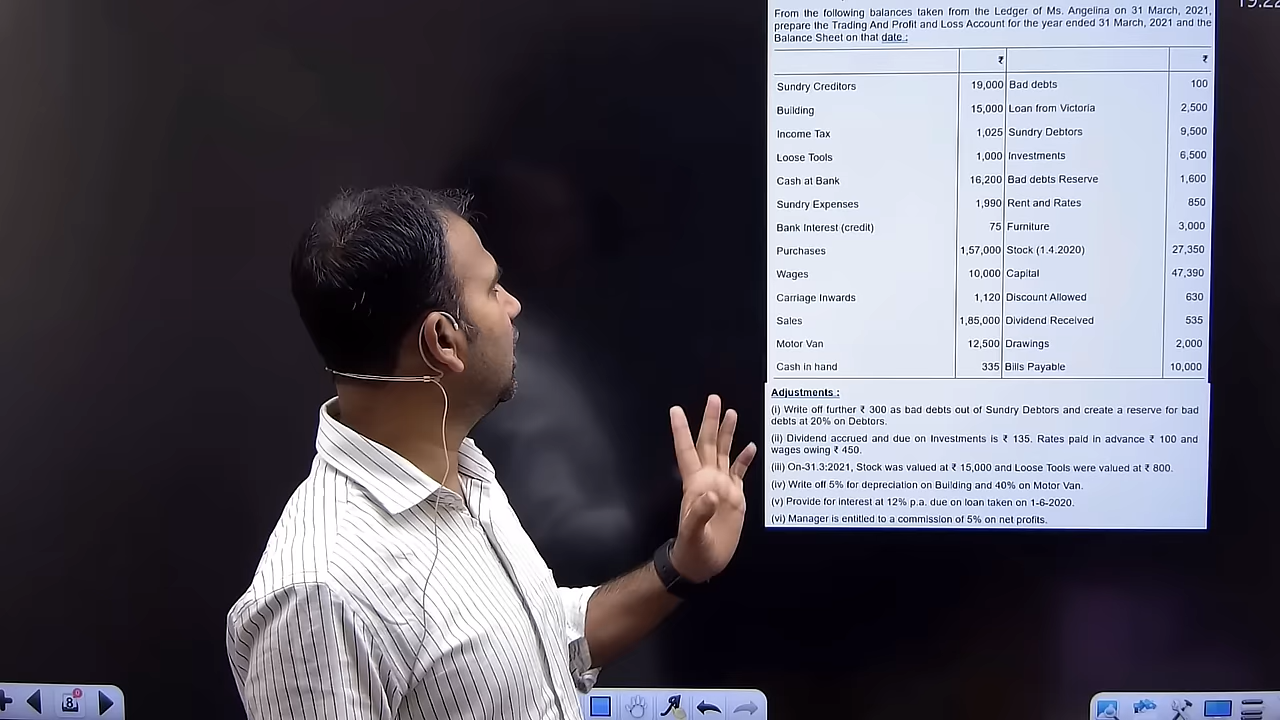 19:22
From the following balances taken from the Ledger of Ms. Angelina on 31 March, 2021,
prepare the Trading And Profit and Loss Account for the year ended 31 March, 2021 and the
Balance Sheet on that date :
₹ ₹
Sundry Creditors 19,000 Bad debts 100
Building 15,000 Loan from Victoria 2,500
Income Tax 1,025 Sundry Debtors 9,500
Loose Tools 1,000 Investments 6,500
Cash at Bank 16,200 Bad debts Reserve 1,600
Sundry Expenses 1,990 Rent and Rates 850
Bank Interest (credit) 75 Furniture 3,000
Purchases 1,57,000 Stock (1.4.2020) 27,350
Wages 10,000 Capital 47,390
Carriage Inwards 1,120 Discount Allowed 630
Sales 1,85,000 Dividend Received 535
Motor Van 12,500 Drawings 2,000
Cash in hand 335 Bills Payable 10,000
Adjustments :
(i) Write off further ₹ 300 as bad debts out of Sundry Debtors and create a reserve for bad
debts at 20% on Debtors.
(ii) Dividend accrued and due on Investments is ₹ 135. Rates paid in advance ₹ 100 and
wages owing ₹ 450.
(iii) On-31.3:2021, Stock was valued at ₹ 15,000 and Loose Tools were valued at ₹ 800.
(iv) Write off 5% for depreciation on Building and 40% on Motor Van.
(v) Provide for interest at 12% p.a. due on loan taken on 1-6-2020.
(vi) Manager is entitled to a commission of 5% on net profits.
8
0